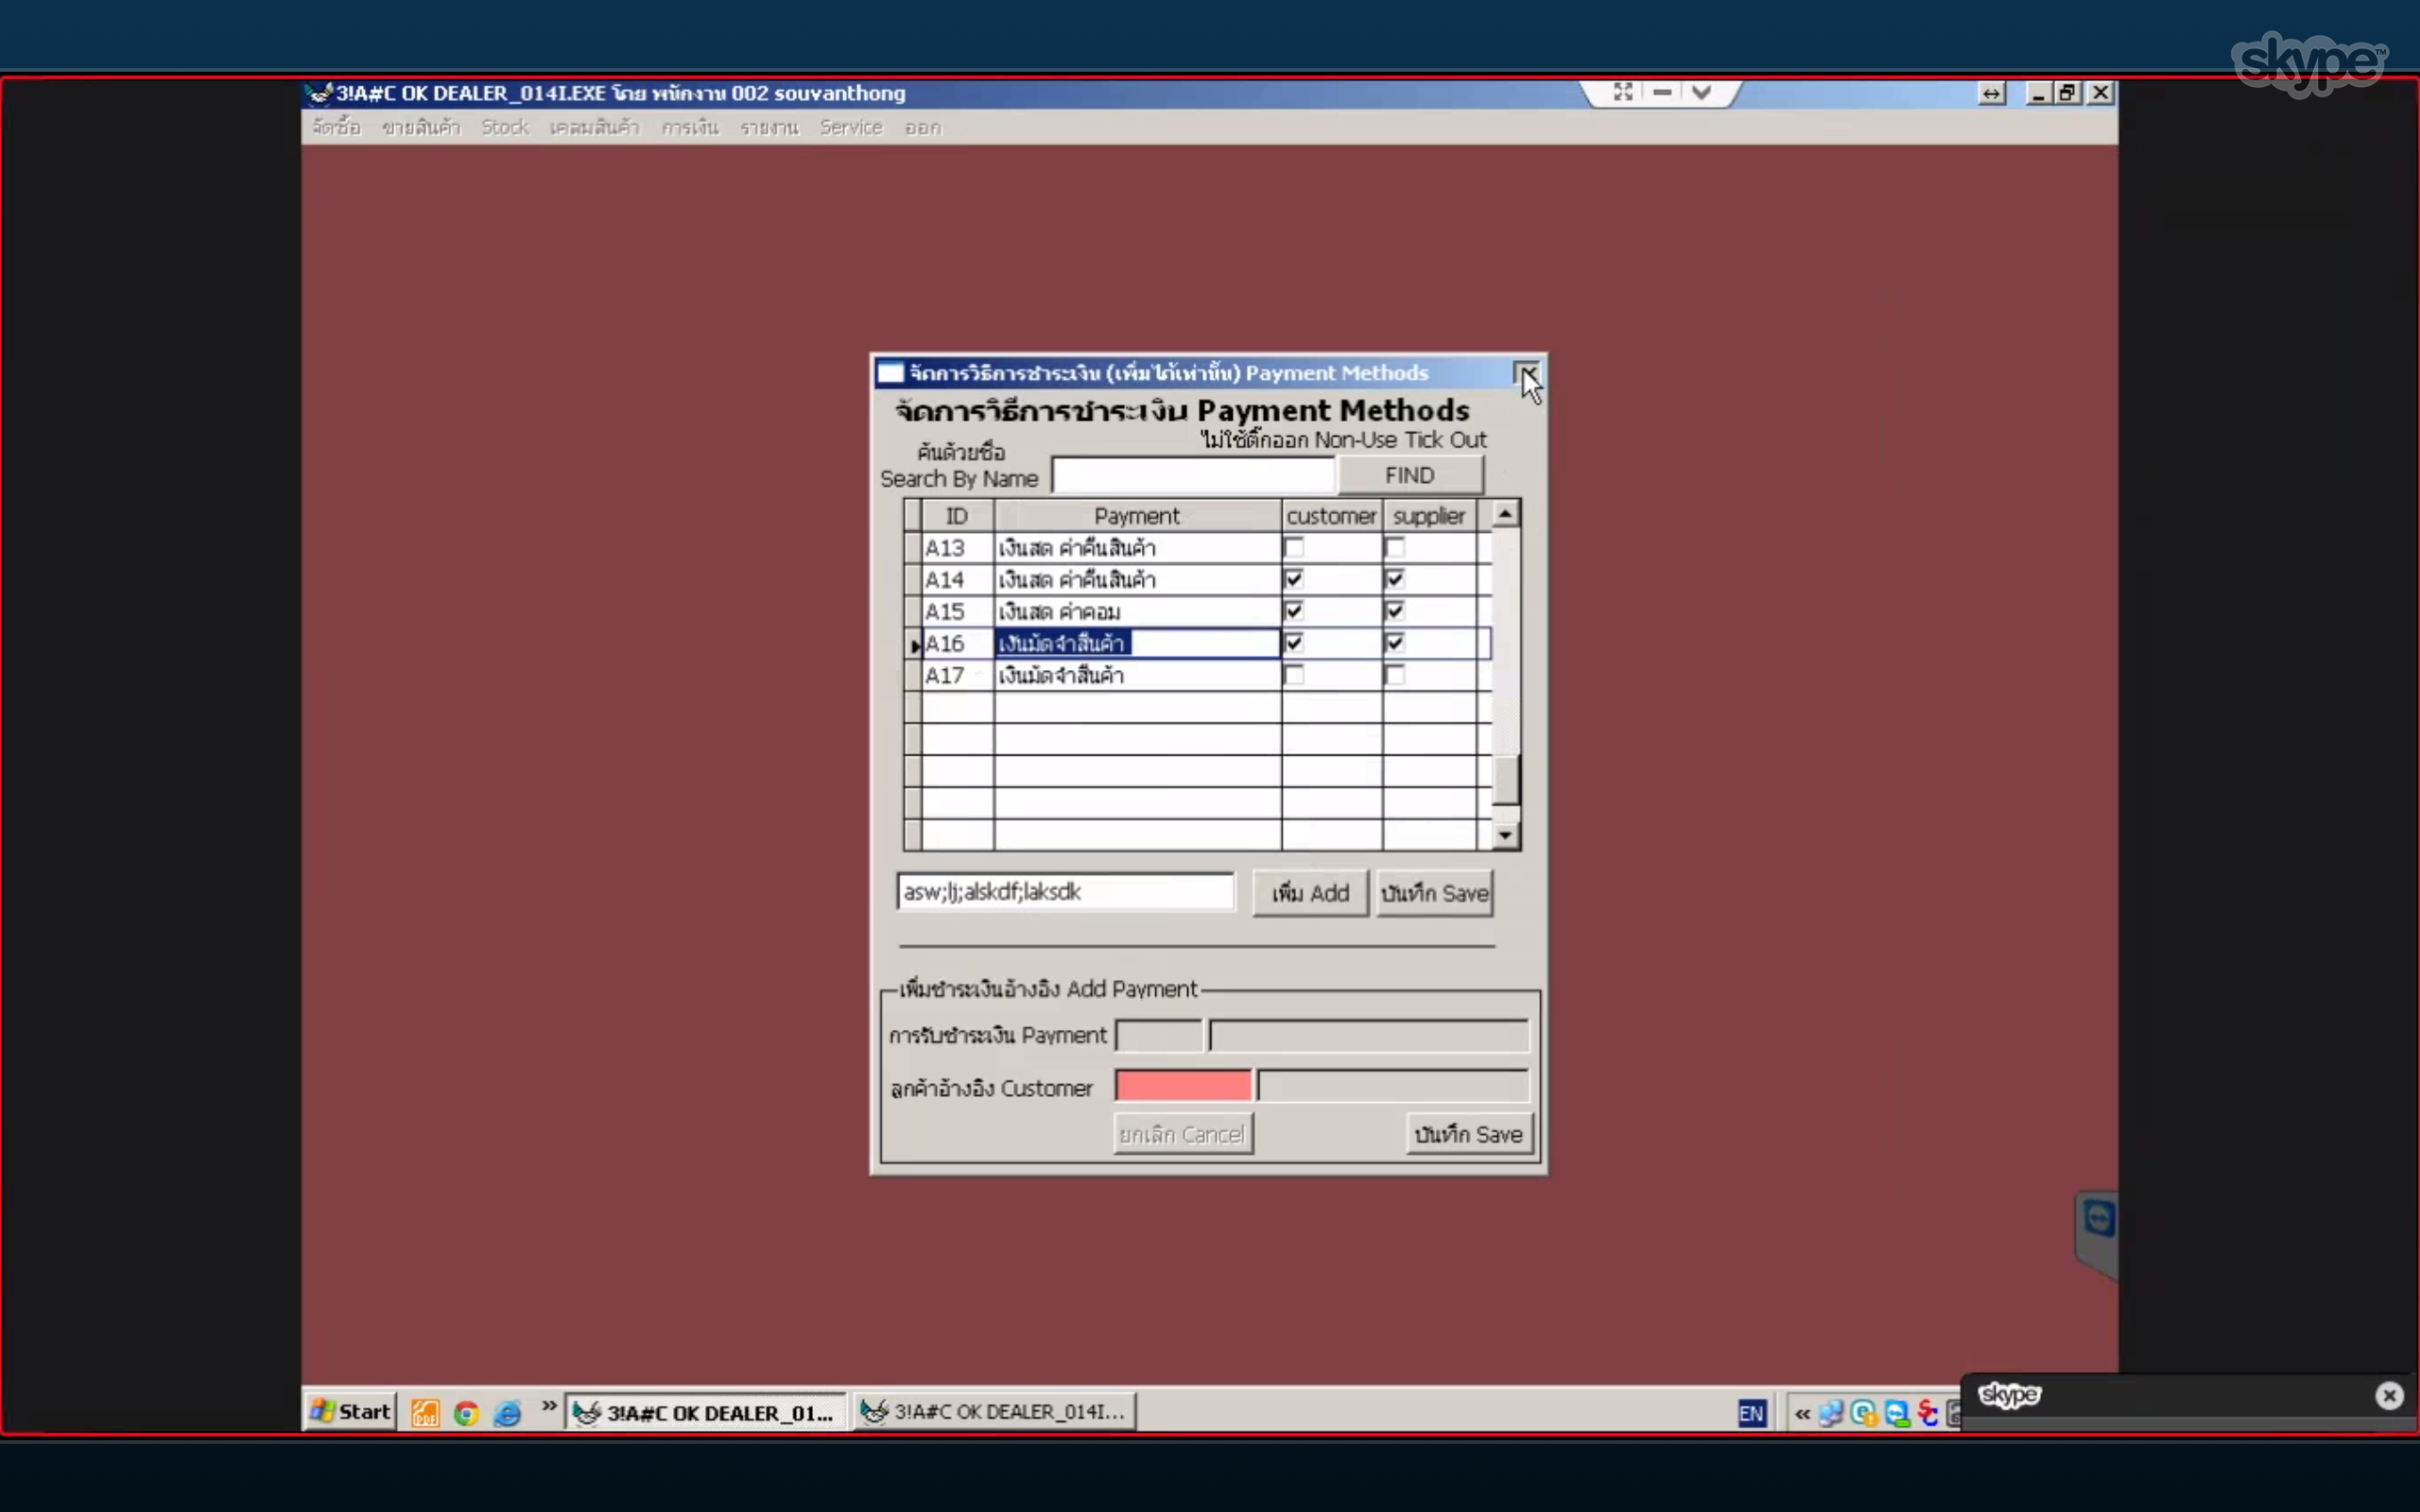 skype™
3!A#C OK DEALER_014I.EXE โดย พนักงาน 002 souvanthong
จัดซื้อ ขายสินค้า Stock เคลมสินค้า การเงิน รายงาน Service ออก
จัดการวิธีการชำระเงิน (เพิ่มได้เท่านั้น) Payment Methods
จัดการวิธีการชำระเงิน Payment Methods
ไม่ใช้ติ๊กออก Non-Use Tick Out
ค้นด้วยชื่อ
Search By Name FIND
ID Payment customer supplier
A13 เงินสด ค่าคืนสินค้า
A14 เงินสด ค่าคืนสินค้า
A15 เงินสด ค่าคอม
A16 เงินมัดจำสินค้า
A17 เงินมัดจำสินค้า
asw;lj;alskdf;laksdk เพิ่ม Add บันทึก Save
เพิ่มชำระเงินอ้างอิง Add Payment
การรับชำระเงิน Payment
ลูกค้าอ้างอิง Customer
ยกเลิก Cancel บันทึก Save
Start » 3!A#C OK DEALER_01... 3!A#C OK DEALER_014I... EN «
skype